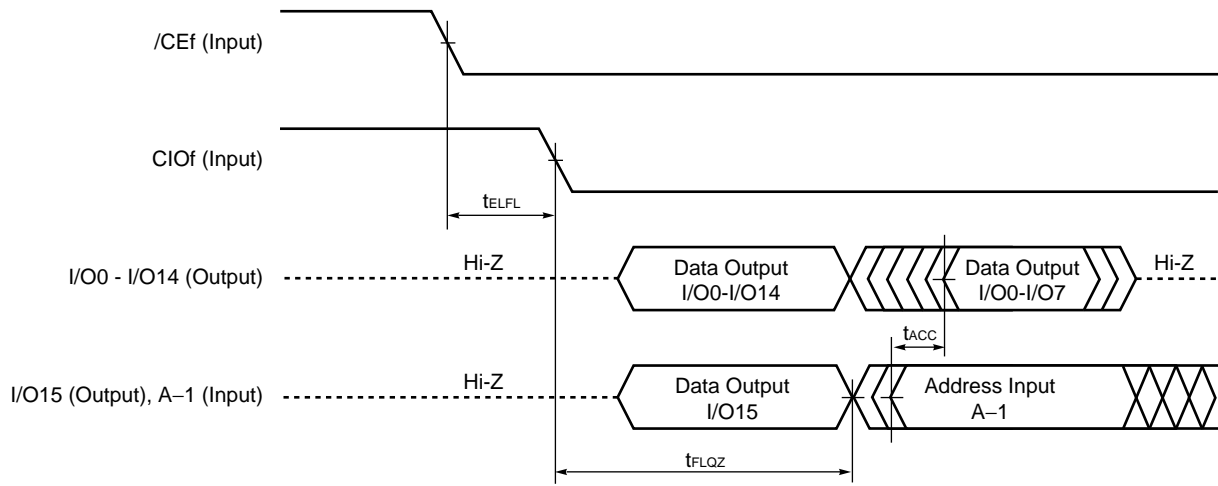 /CEf (Input)
CIOf (Input)
tELFL
I/O0 - I/O14 (Output)
Hi-Z
Data Output
I/O0-I/O14
Data Output
I/O0-I/O7
Hi-Z
tACC
I/O15 (Output), A−1 (Input)
Hi-Z
Data Output
I/O15
Address Input
A−1
tFLQZ